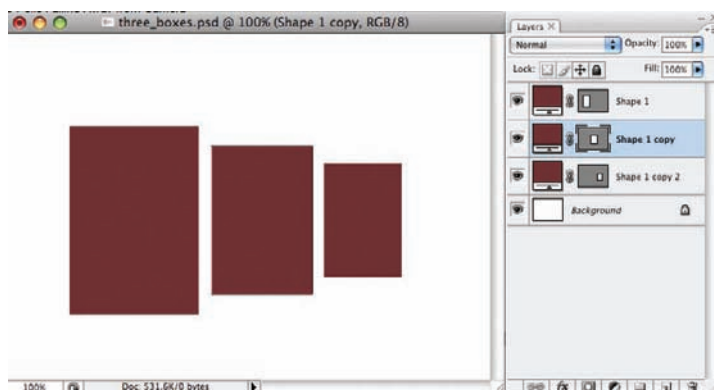 three_boxes.psd @ 100% (Shape 1 copy, RGB/8)
Layers X
Normal
Opacity: 100%
Lock:
Fill: 100%
Shape 1
Shape 1 copy
Shape 1 copy 2
Background
100%
Doc: 531.6K/0 bytes
fx